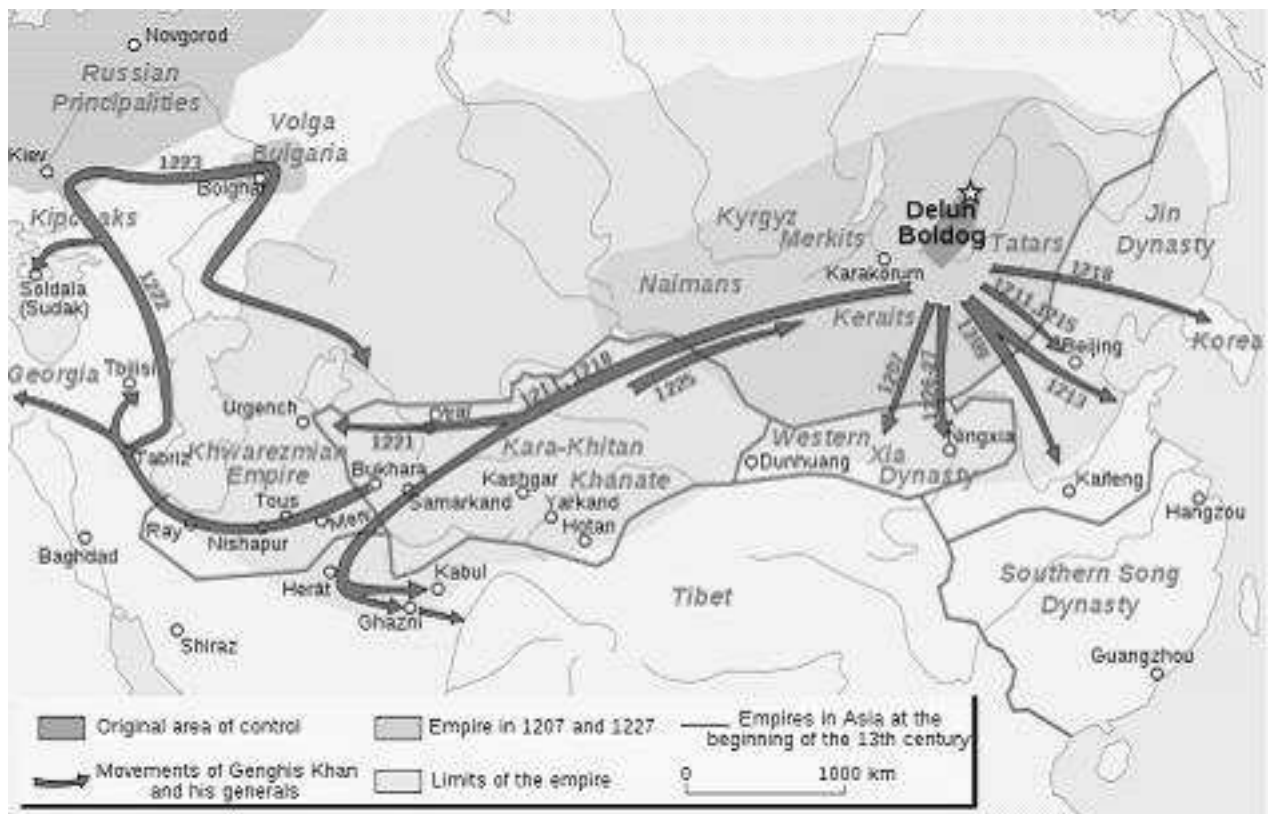 Novgorod
Russian
Principalities
Volga
Bulgaria
Kiev
1223
Bolghar
Kipchaks
1222
Soldaia
(Sudak)
Georgia
Tbilisi
Tabriz
Urgench
Khwarezmian
Empire
Bukhara
Samarkand
Tous
Ray
Nishapur
Merv
Baghdad
Shiraz
Herat
Kabul
Ghazni
1221
Otrar
1225
Kara-Khitan
Khanate
Kashgar
Yarkand
Hotan
Tibet
Kyrgyz
Merkits
Naimans
Keraits
Karakorum
Delun
Boldog
Tatars
Jin
Dynasty
1218
1211,1215
Beijing
1213
1209
1207
1226-27
Korea
Western
Xia
Dynasty
Dunhuang
Kaifeng
Hangzou
Southern Song
Dynasty
Guangzhou
Original area of control
Empire in 1207 and 1227
Empires in Asia at the
beginning of the 13th century
Movements of Genghis Khan
and his generals
Limits of the empire
0 1000 km